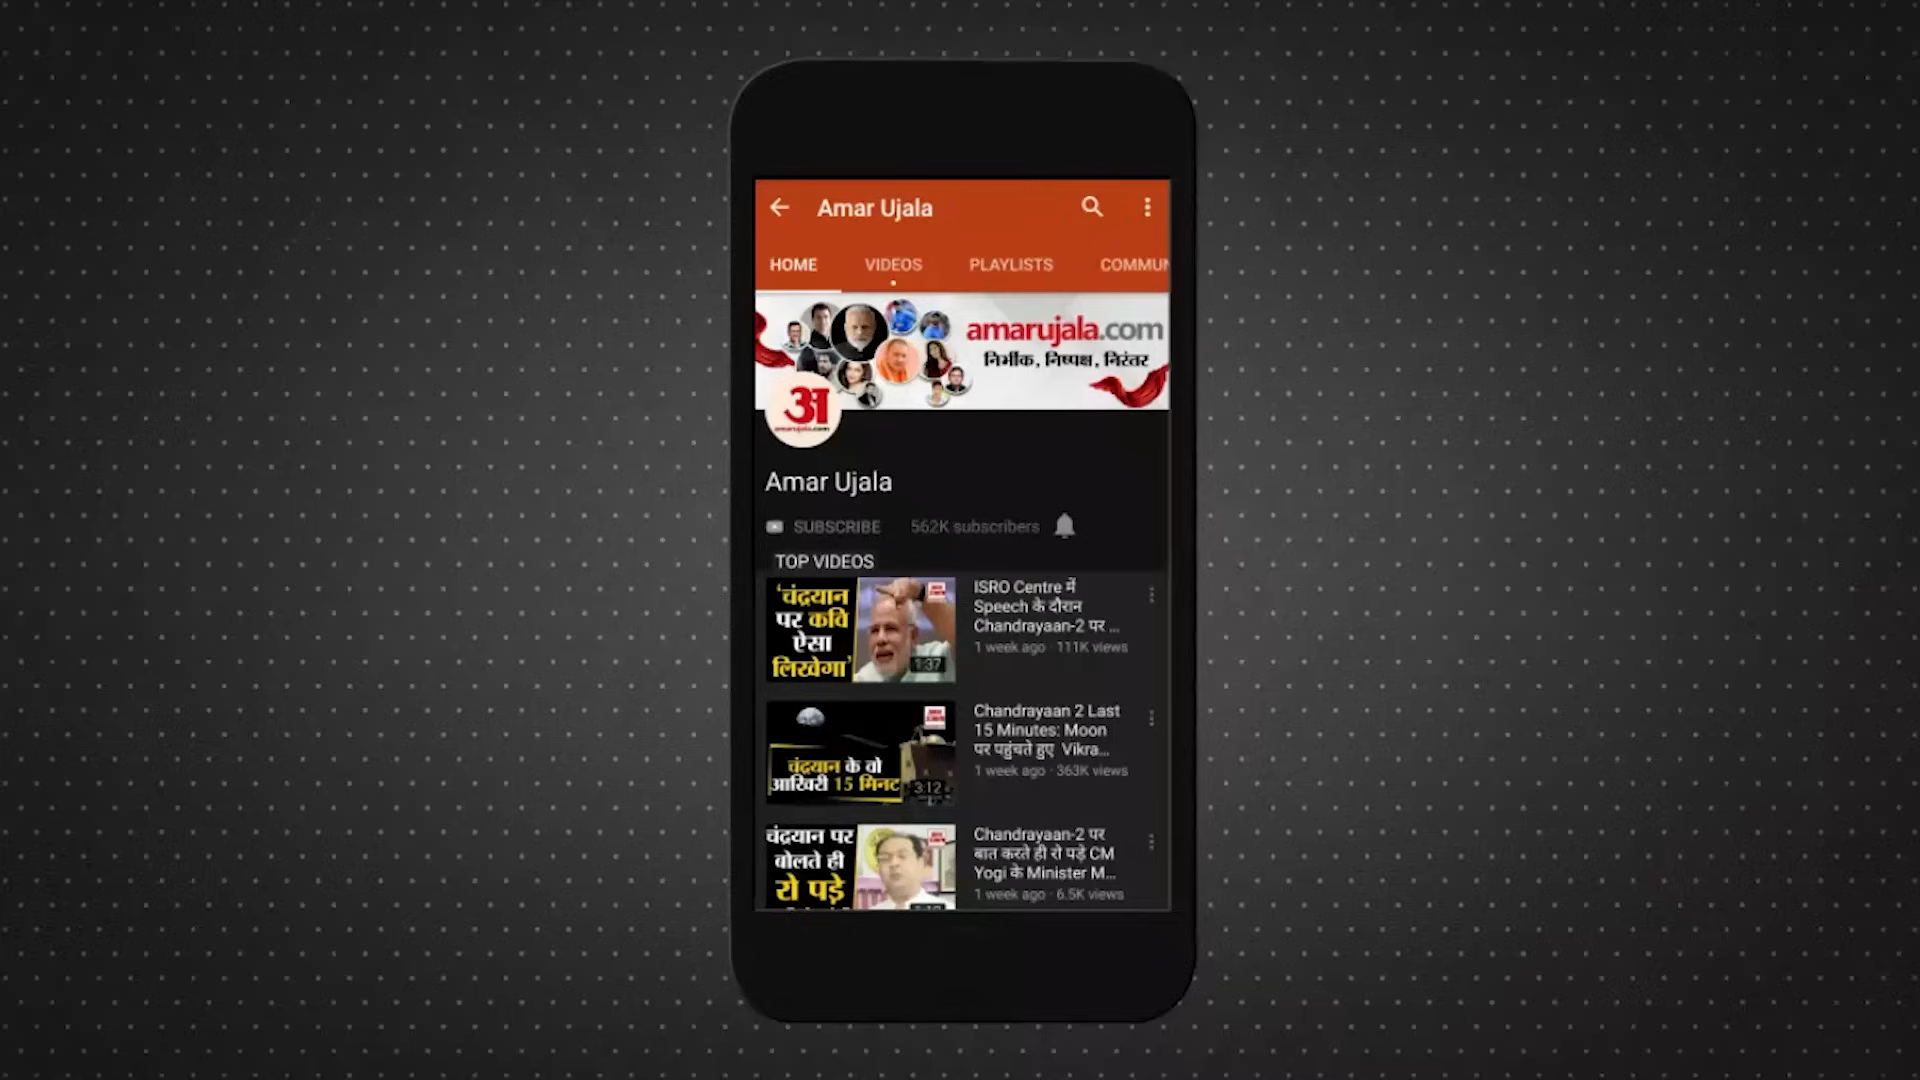 Amar Ujala
HOME VIDEOS PLAYLISTS COMMUN
amarujala.com
निर्भीक, निष्पक्ष, निरंतर
अ
amarujala.com
Amar Ujala
SUBSCRIBE 562K subscribers
TOP VIDEOS
'चंद्रयान
पर कवि
ऐसा
लिखेगा'
1:37
ISRO Centre में
Speech के दौरान
Chandrayaan-2 पर ...
1 week ago · 111K views
चंद्रयान के वो
आखिरी 15 मिनट
3:12
Chandrayaan 2 Last
15 Minutes: Moon
पर पहुंचते हुए Vikra...
1 week ago · 363K views
चंद्रयान पर
बोलते ही
रो पड़े
Chandrayaan-2 पर
बात करते ही रो पड़े CM
Yogi के Minister M...
1 week ago · 6.5K views